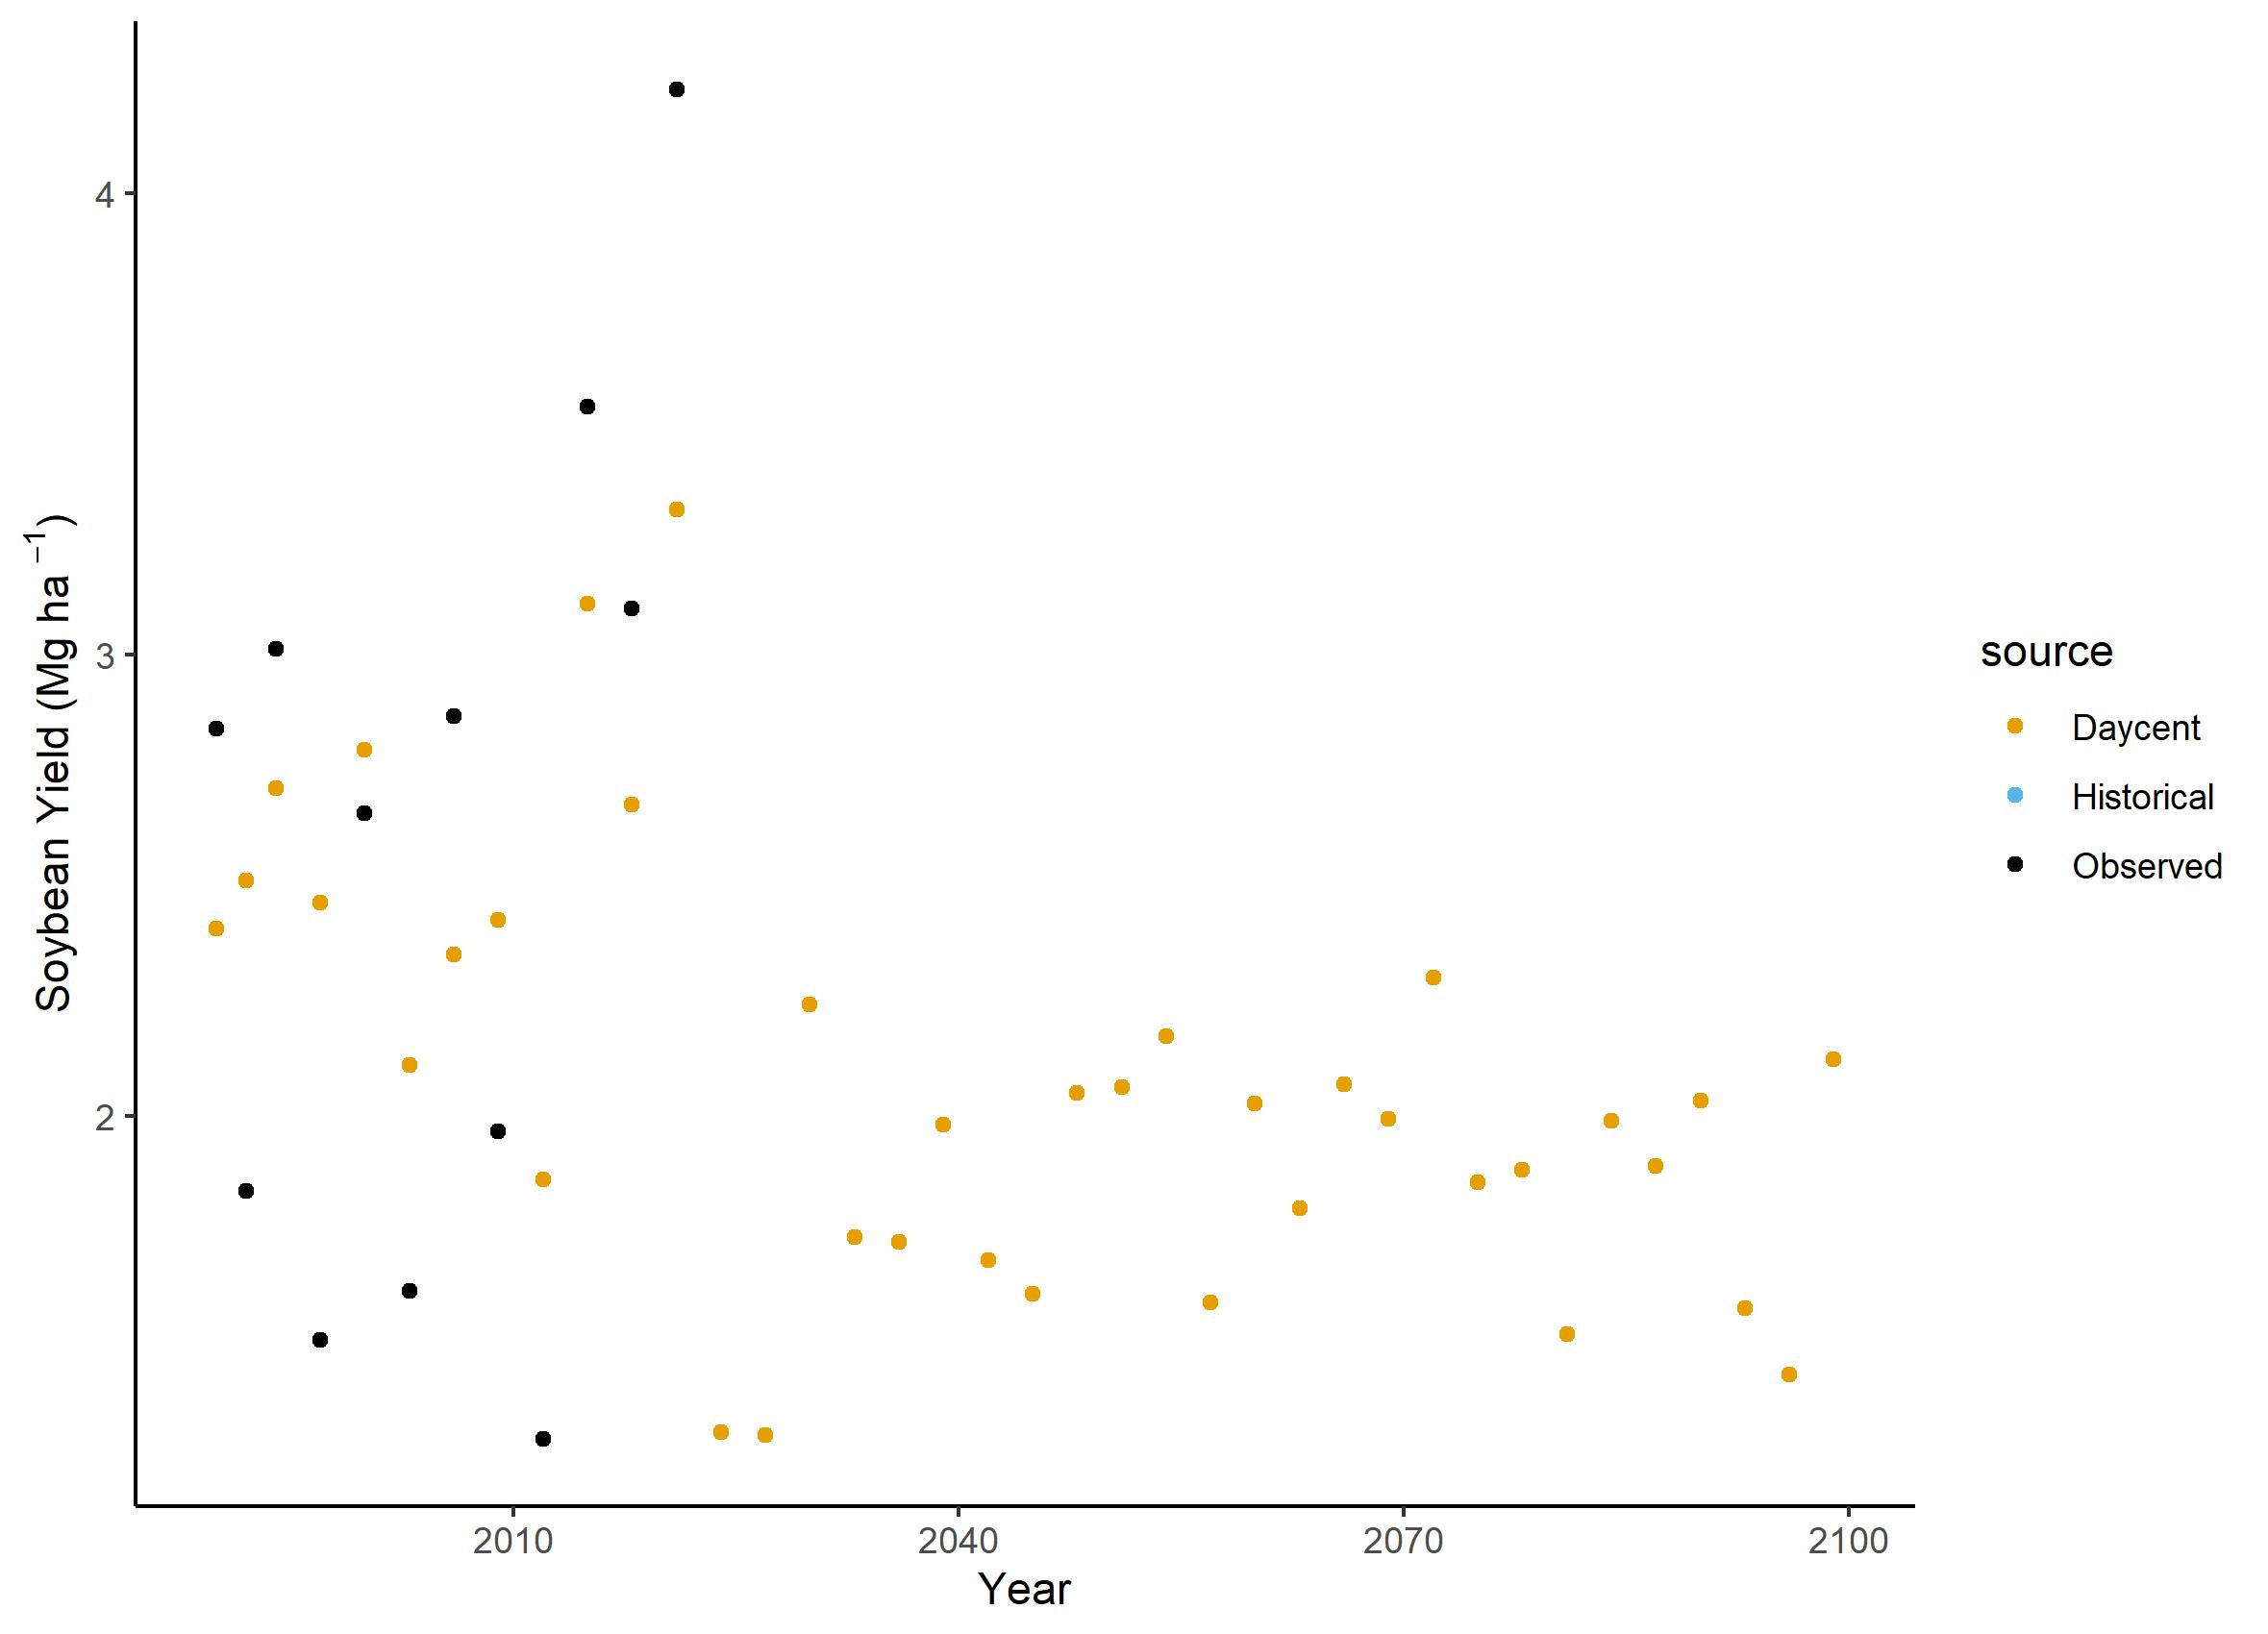 4
3
2
Soybean Yield (Mg ha −1)
2010
2040
2070
2100
Year
source
Daycent
Historical
Observed